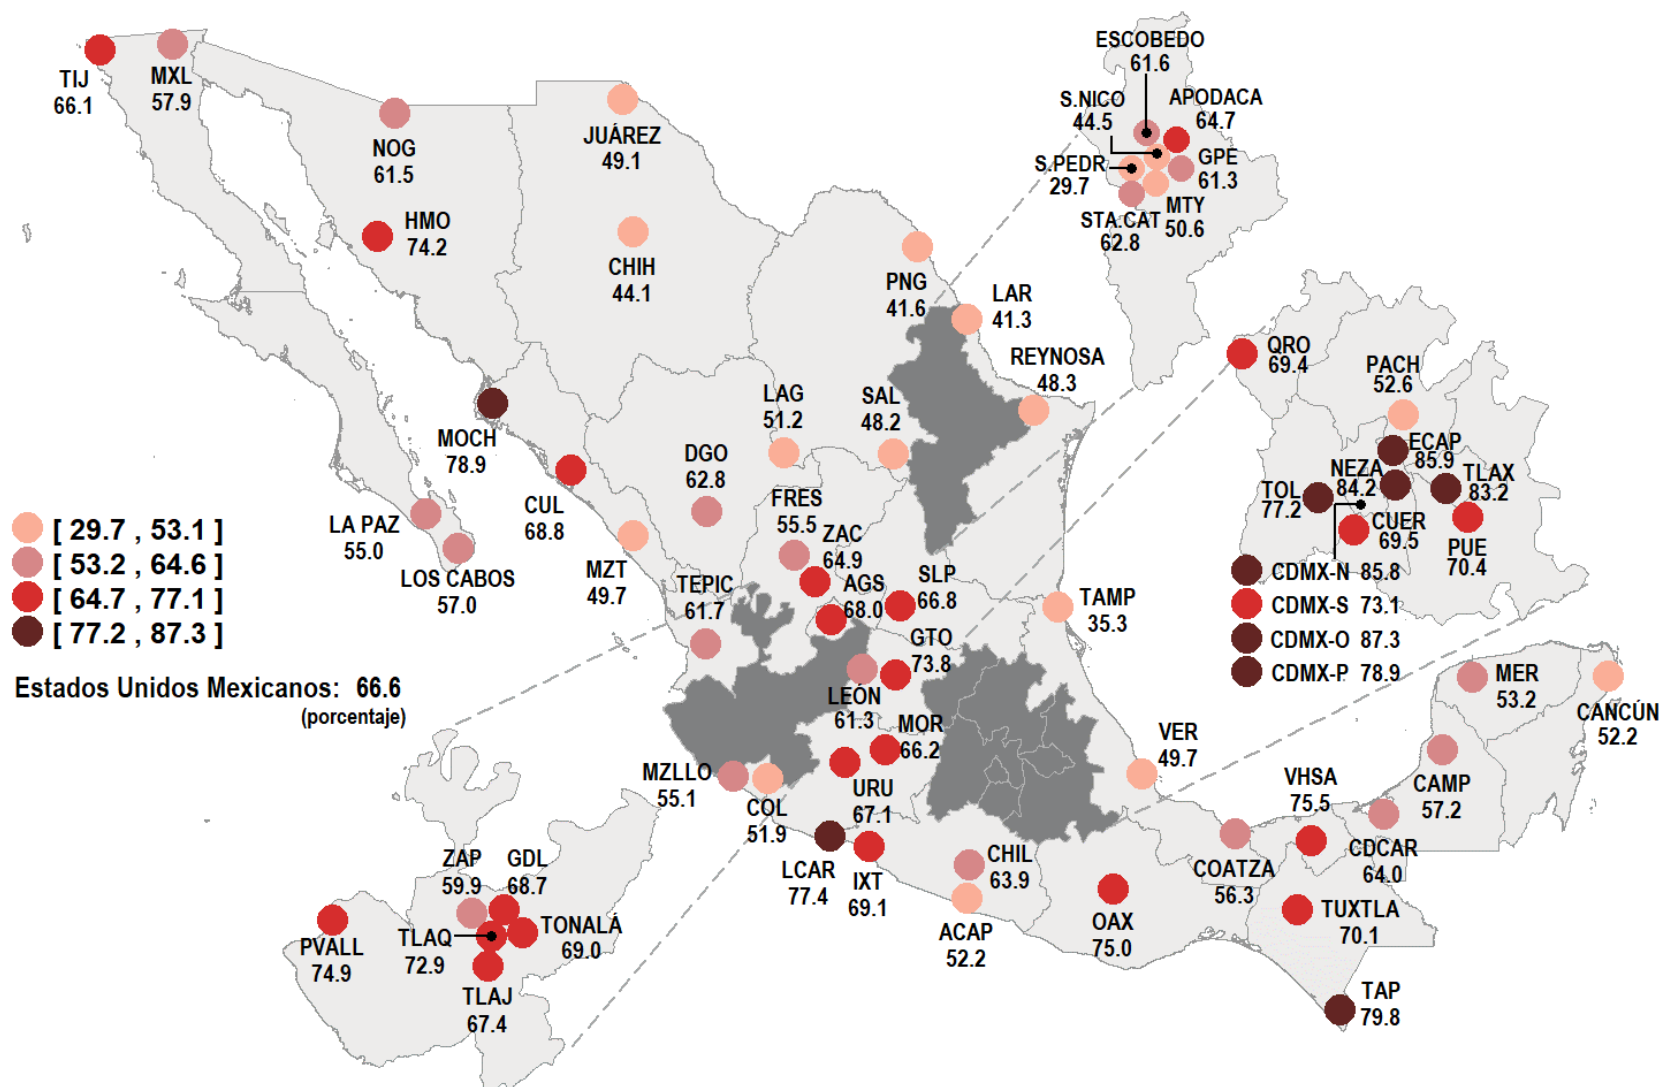 TIJ
66.1
MXL
57.9
NOG
61.5
HMO
74.2
JUÁREZ
49.1
CHIH
44.1
PNG
41.6
LAR
41.3
REYNOSA
48.3
ESCOBEDO
61.6
S.NICO
44.5
APODACA
64.7
S.PEDR
29.7
GPE
61.3
STA.CAT
62.8
MTY
50.6
MOCH
78.9
CUL
68.8
LAG
51.2
SAL
48.2
DGO
62.8
FRES
55.5
ZAC
64.9
MZT
49.7
LA PAZ
55.0
LOS CABOS
57.0
TEPIC
61.7
AGS
68.0
SLP
66.8
GTO
73.8
LEÓN
61.3
TAMP
35.3
MOR
66.2
URU
67.1
MZLLO
55.1
COL
51.9
LCAR
77.4
IXT
69.1
CHIL
63.9
ACAP
52.2
OAX
75.0
VER
49.7
COATZA
56.3
VHSA
75.5
CDCAR
64.0
CAMP
57.2
MER
53.2
CANCÚN
52.2
TUXTLA
70.1
TAP
79.8
QRO
69.4
PACH
52.6
ECAP
85.9
NEZA
84.2
TLAX
83.2
TOL
77.2
CUER
69.5
PUE
70.4
CDMX-N 85.8
CDMX-S 73.1
CDMX-O 87.3
CDMX-P 78.9
ZAP
59.9
GDL
68.7
TLAQ
72.9
TONALÁ
69.0
PVALL
74.9
TLAJ
67.4
[ 29.7 , 53.1 ]
[ 53.2 , 64.6 ]
[ 64.7 , 77.1 ]
[ 77.2 , 87.3 ]
Estados Unidos Mexicanos: 66.6
(porcentaje)